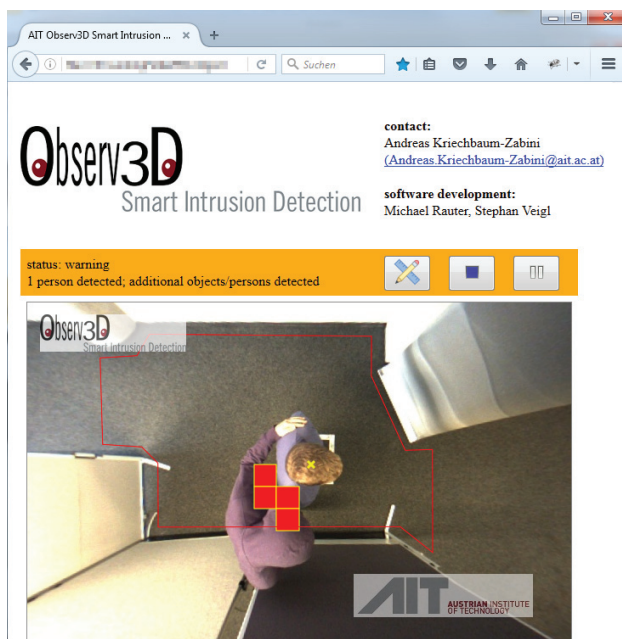 AIT Observ3D Smart Intrusion ...
Suchen
Observ3D
Smart Intrusion Detection
contact:
Andreas Kriechbaum-Zabini
(Andreas.Kriechbaum-Zabini@ait.ac.at)
software development:
Michael Rauter, Stephan Veigl
status: warning
1 person detected; additional objects/persons detected
Observ3D
Smart Intrusion Detection
AIT AUSTRIAN INSTITUTE
OF TECHNOLOGY